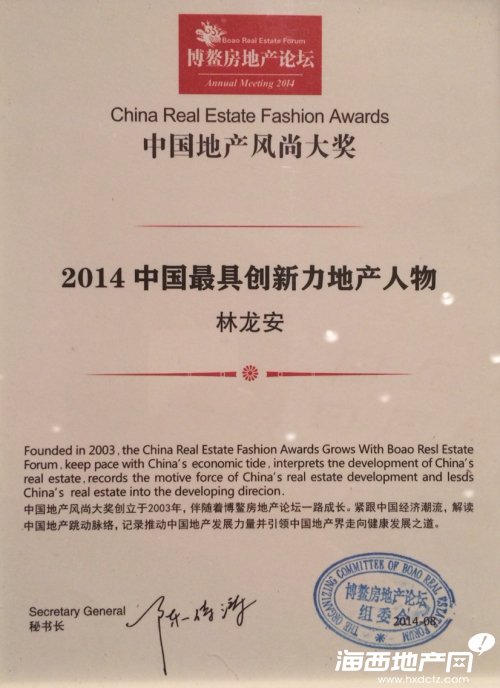 Boao Real Estate Forum
博鳌房地产论坛
Annual Meeting 2014
China Real Estate Fashion Awards
中国地产风尚大奖
2014 中国最具创新力地产人物
林龙安
Founded in 2003, the China Real Estate Fashion Awards Grows With Boao Resl Estate
Forum, keep pace with China's economic tide, interprets the development of China's
real estate, records the motive force of China's real estate development and lesds
China's real estate into the developing direcion.
中国地产风尚大奖创立于2003年，伴随着博鳌房地产论坛一路成长。紧跟中国经济潮流，解读
中国地产跳动脉络，记录推动中国地产发展力量并引领中国地产界走向健康发展之道。
Secretary General
秘书长
THE ORGANIZING COMMITTEE OF BOAO REAL ESTATE FORUM
博鳌房地产论坛
组委会
2014-08
海西地产网
www.hxdctz.com